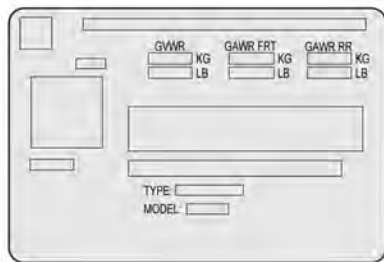 GVWR GAWR FRT GAWR RR
KG KG KG
LB LB LB
TYPE:
MODEL: